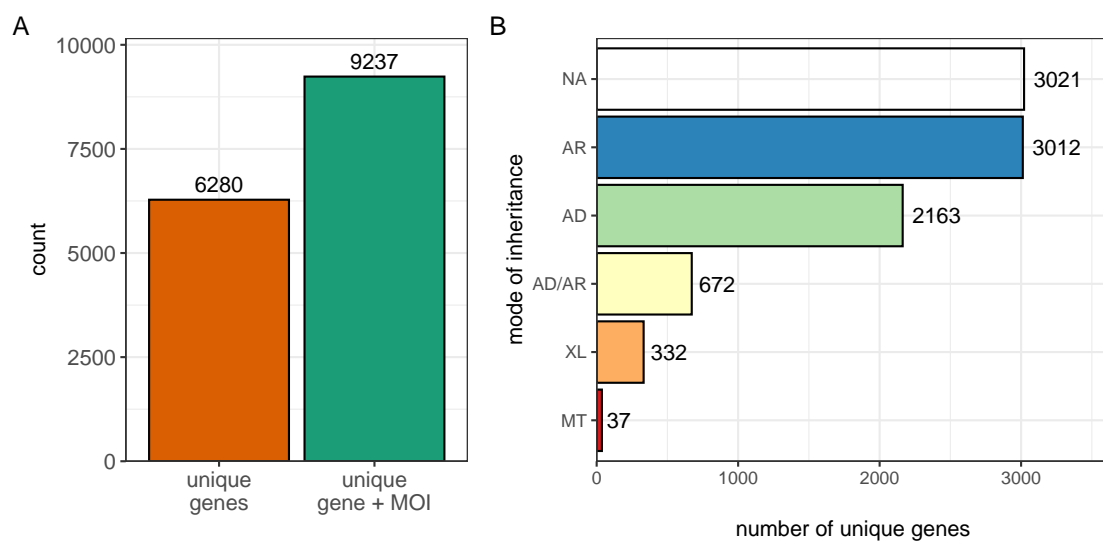 A
10000
7500
5000
2500
0
count
6280
9237
unique
genes
unique
gene + MOI
B
mode of inheritance
NA
3021
AR
3012
AD
2163
AD/AR
672
XL
332
MT
37
0
1000
2000
3000
number of unique genes